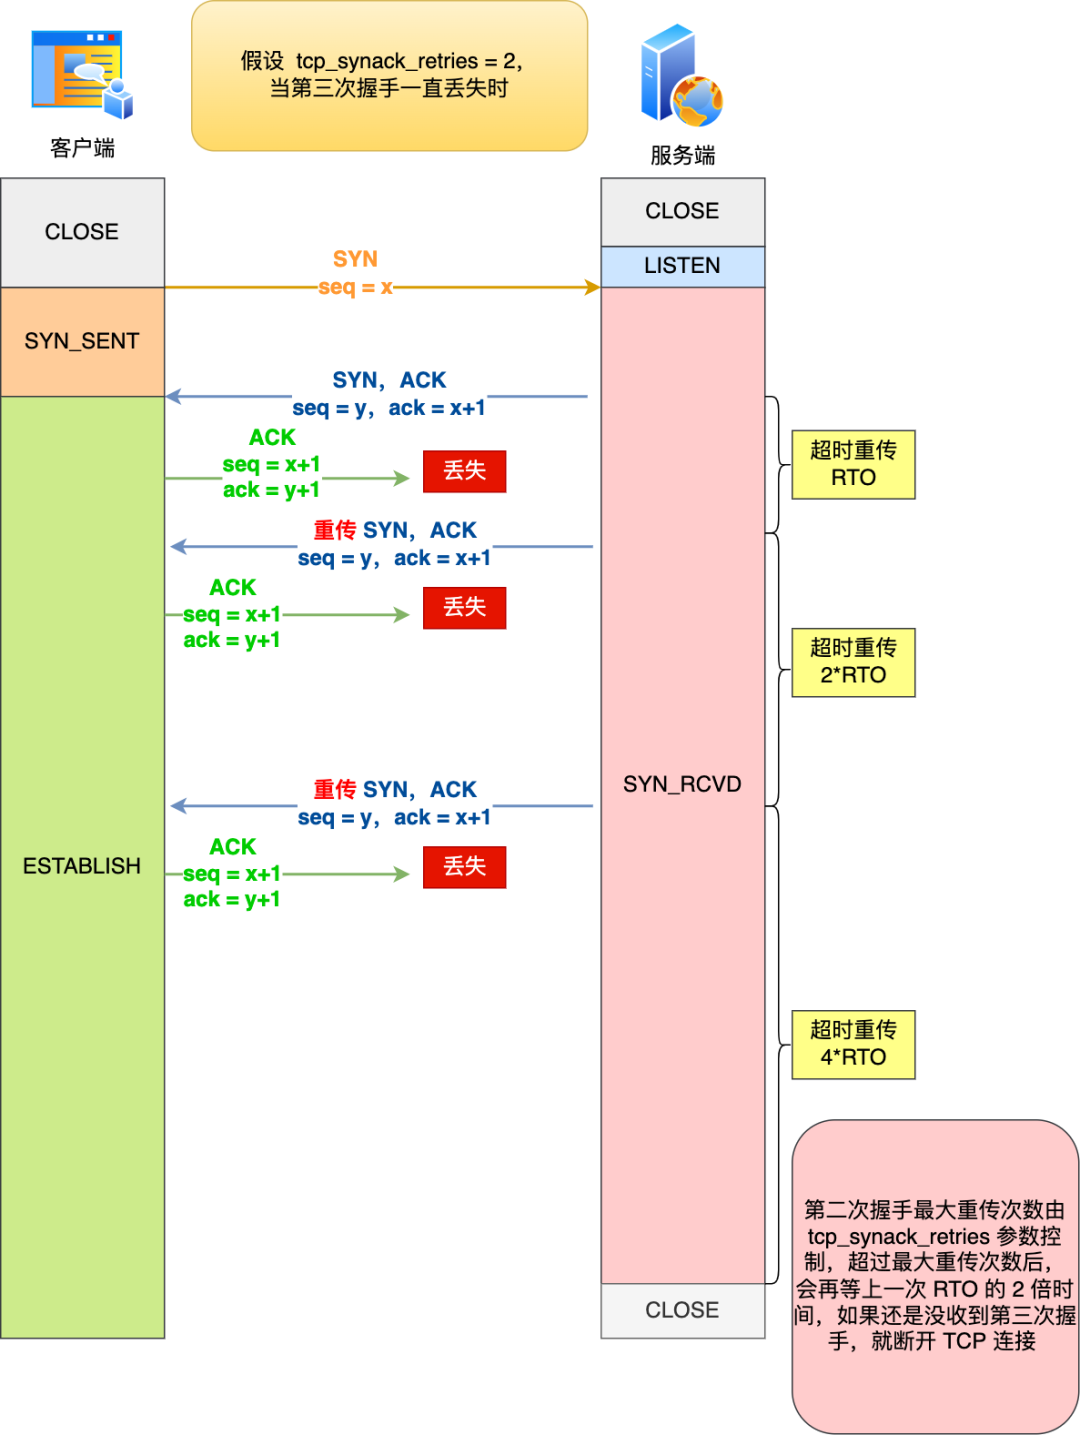 假设 tcp_synack_retries = 2，
当第三次握手一直丢失时
客户端
服务端
CLOSE
CLOSE
LISTEN
SYN
seq = x
SYN_SENT
SYN，ACK
seq = y，ack = x+1
ACK
seq = x+1
ack = y+1
丢失
超时重传
RTO
重传 SYN，ACK
seq = y，ack = x+1
ACK
seq = x+1
ack = y+1
丢失
超时重传
2*RTO
重传 SYN，ACK
seq = y，ack = x+1
SYN_RCVD
ESTABLISH
ACK
seq = x+1
ack = y+1
丢失
超时重传
4*RTO
第二次握手最大重传次数由
tcp_synack_retries 参数控
制，超过最大重传次数后，
会再等上一次 RTO 的 2 倍时
间，如果还是没收到第三次握
手，就断开 TCP 连接
CLOSE